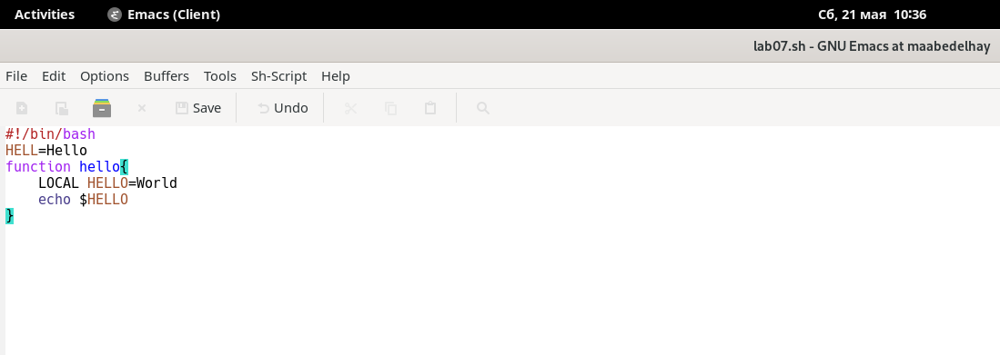 Activities Emacs (Client) Сб, 21 мая 10:36
lab07.sh - GNU Emacs at maabedelhay
File Edit Options Buffers Tools Sh-Script Help
Save Undo
#!/bin/bash
HELL=Hello
function hello{
    LOCAL HELLO=World
    echo $HELLO
}